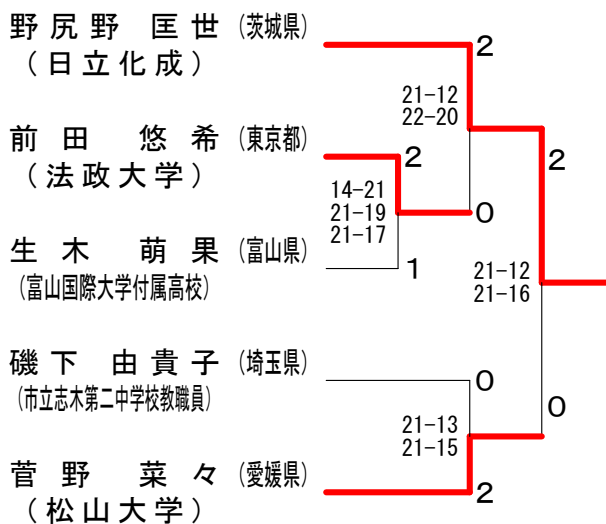 野尻野 匡世 (茨城県)
(日立化成)
2
21-12
22-20
前田 悠希 (東京都)
(法政大学)
2
2
14-21
21-19
21-17
0
生木 萌果 (富山県)
(富山国際大学付属高校)
1
21-12
21-16
磯下 由貴子 (埼玉県)
(市立志木第二中学校教職員)
0
0
21-13
21-15
菅野 菜々 (愛媛県)
(松山大学)
2